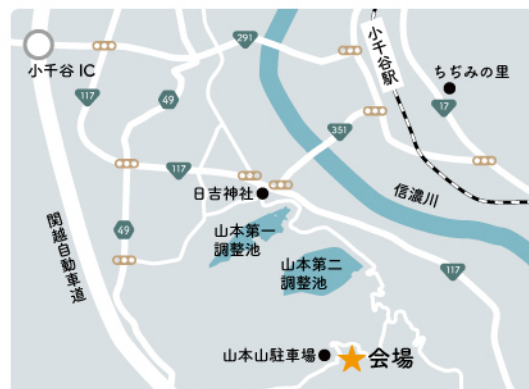 小千谷 IC
291
小千谷駅
ちぢみの里
117
49
17
351
117
日吉神社
信濃川
関越自動車道
49
山本第一
調整池
山本第二
調整池
117
山本山駐車場
会場